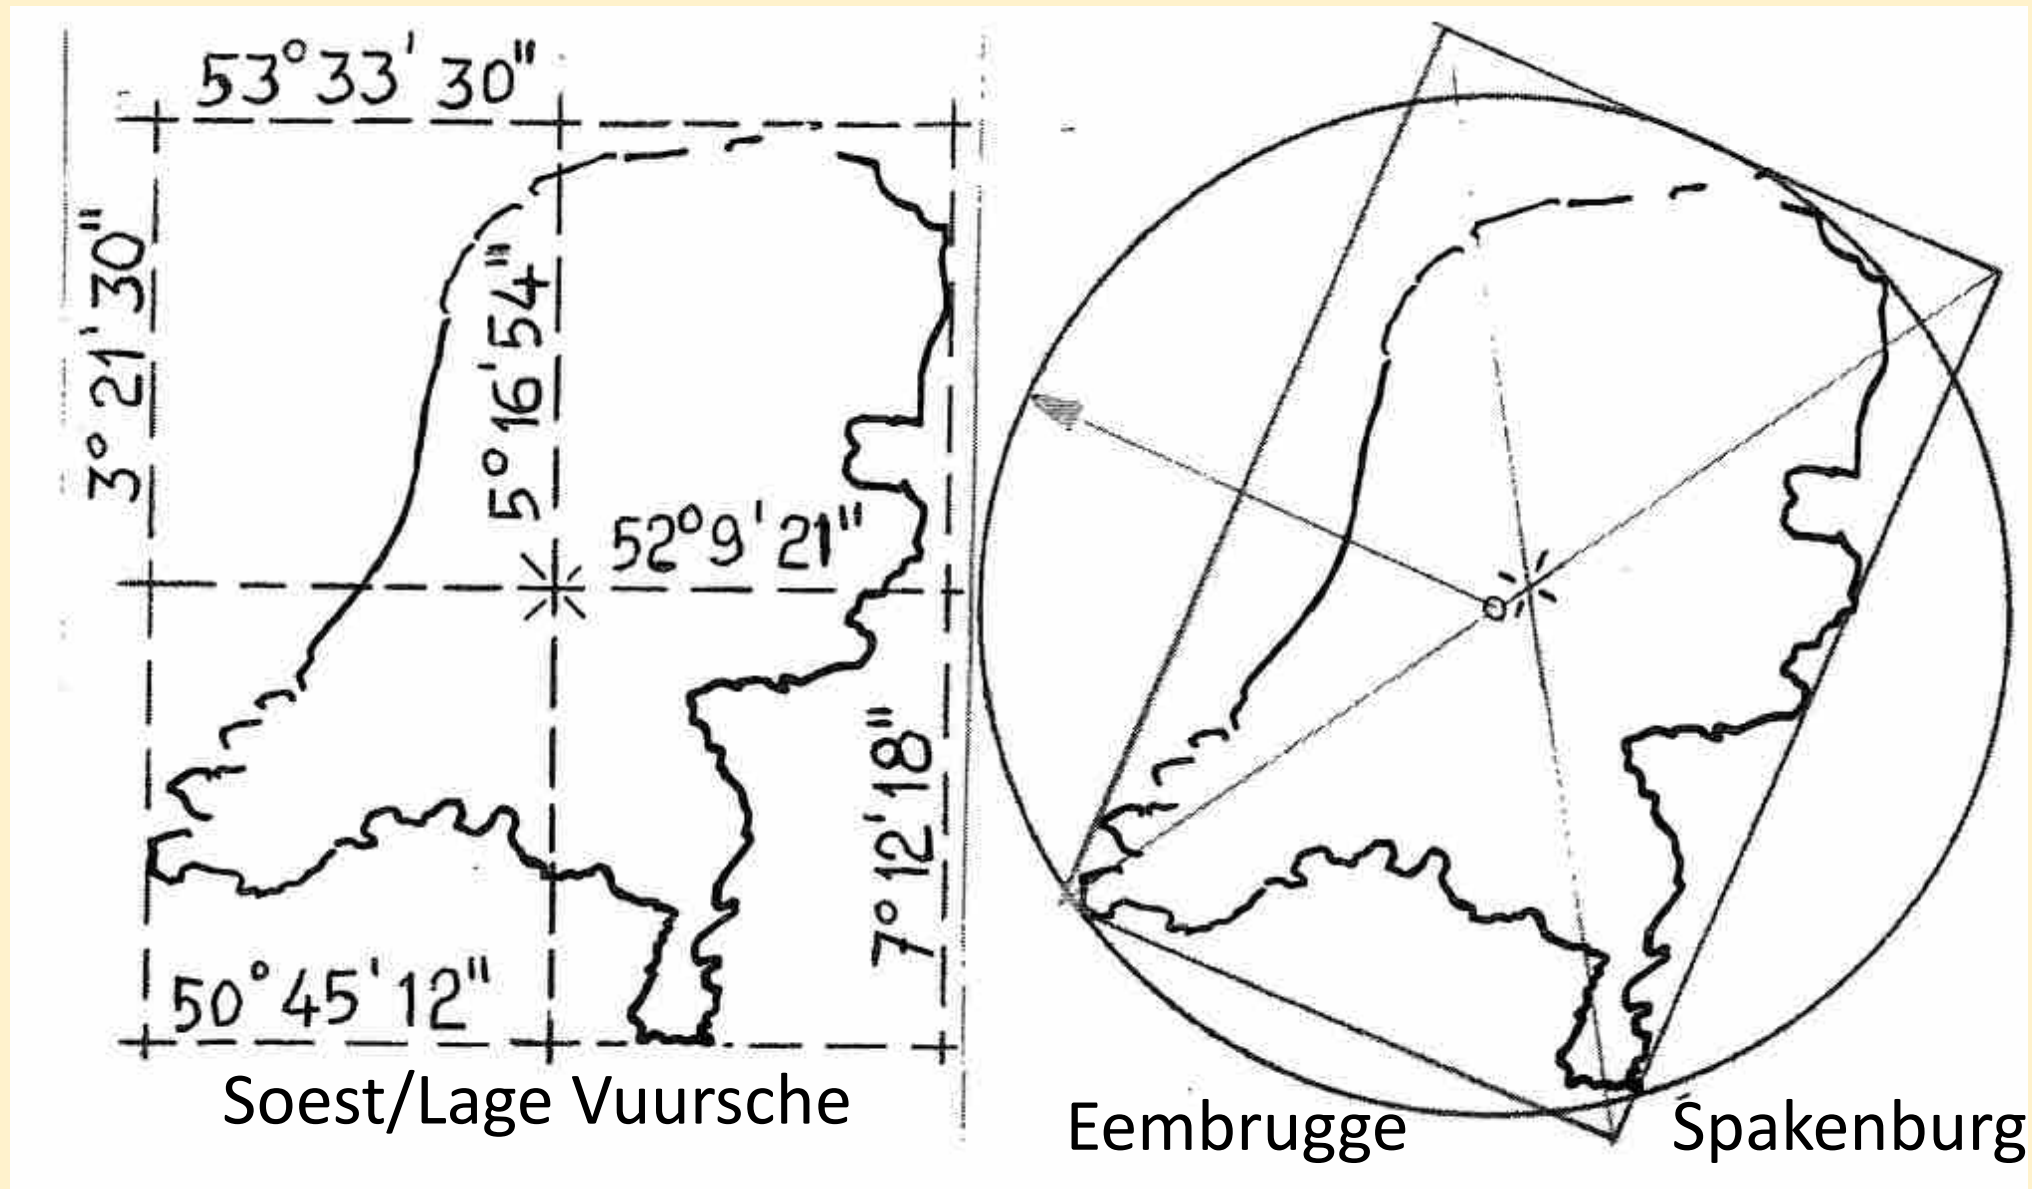 53° 33' 30"
3° 21' 30"
5° 16' 54"
52° 9' 21"
7° 12' 18"
50° 45' 12"
Soest/Lage Vuursche
Eembrugge
Spakenburg